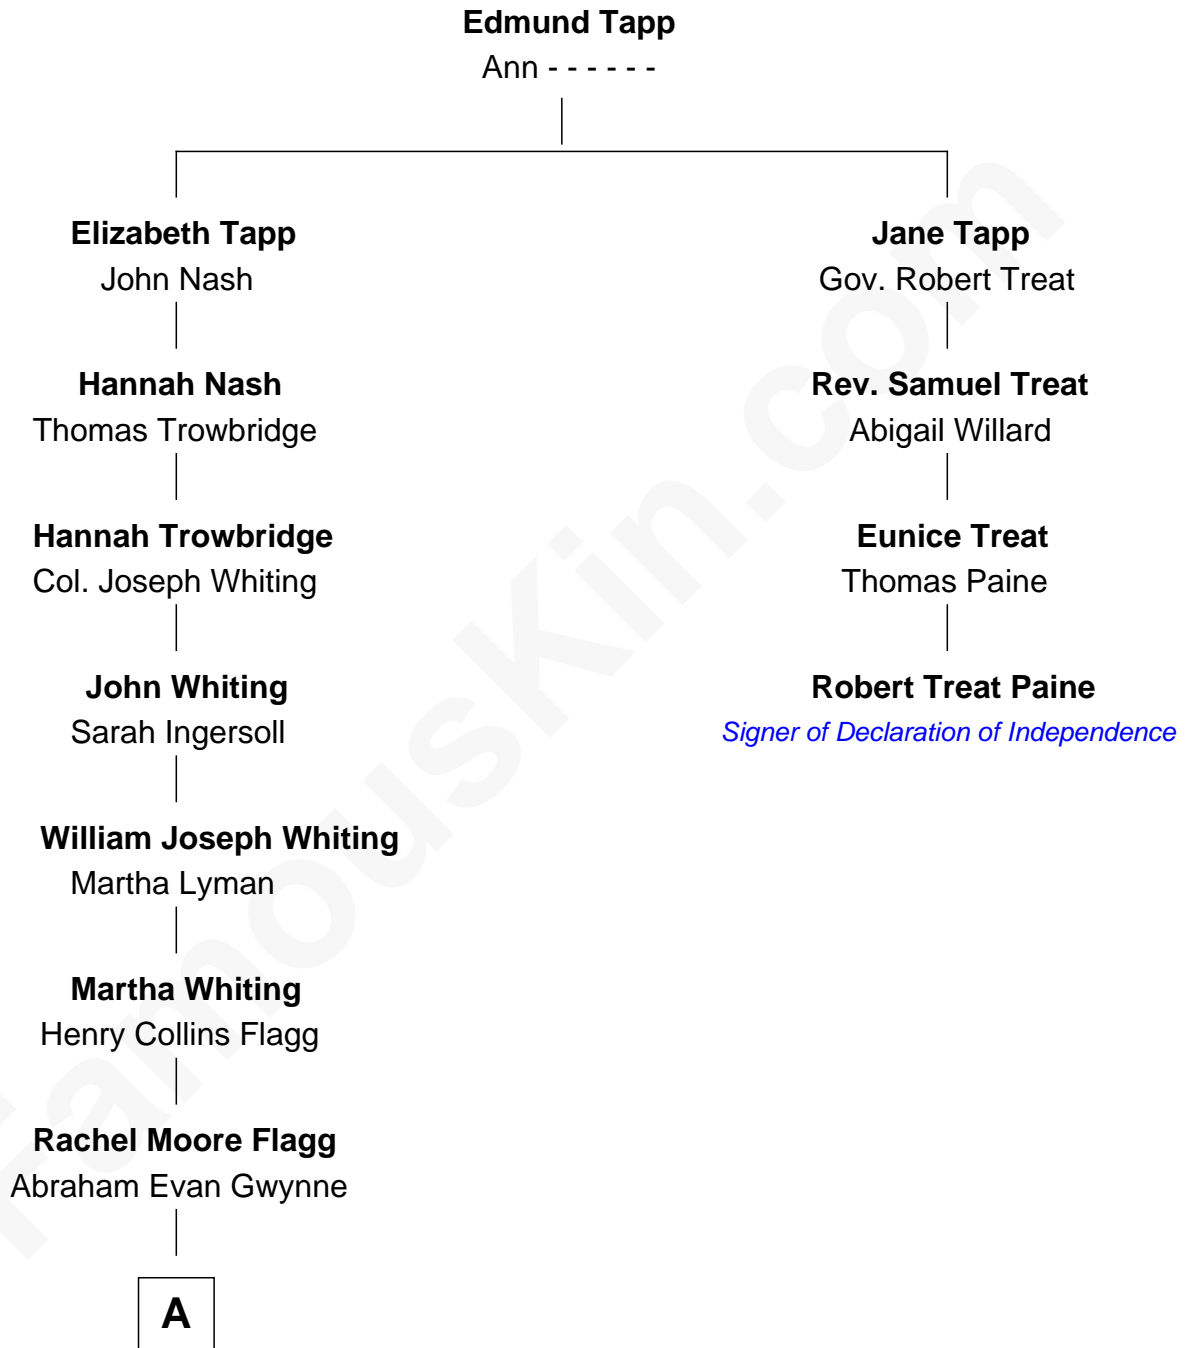 Edmund Tapp
Ann - - - - - -
Elizabeth Tapp
John Nash
Jane Tapp
Gov. Robert Treat
Hannah Nash
Thomas Trowbridge
Rev. Samuel Treat
Abigail Willard
Hannah Trowbridge
Col. Joseph Whiting
Eunice Treat
Thomas Paine
John Whiting
Sarah Ingersoll
Robert Treat Paine
Signer of Declaration of Independence
William Joseph Whiting
Martha Lyman
Martha Whiting
Henry Collins Flagg
Rachel Moore Flagg
Abraham Evan Gwynne
A
FamousKin.com